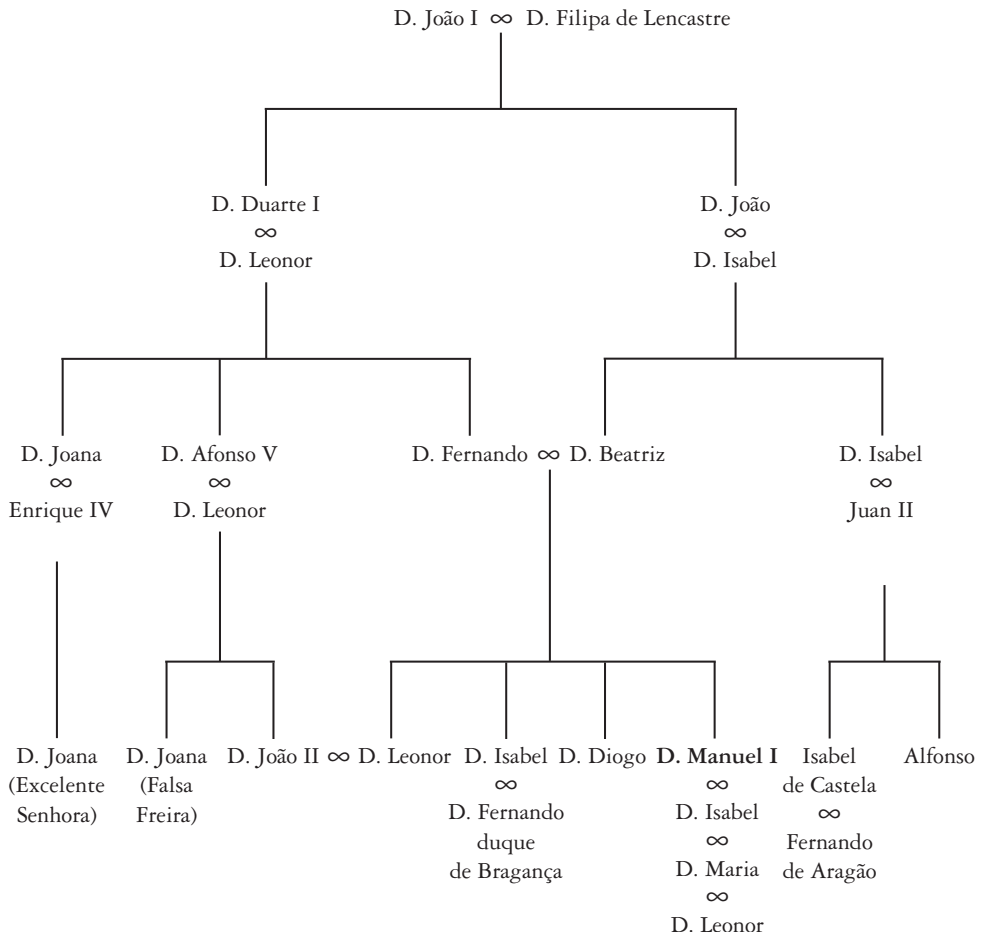 D. João I ∞ D. Filipa de Lencastre
D. Duarte I
∞
D. Leonor
D. João
∞
D. Isabel
D. Joana
∞
Enrique IV
D. Afonso V
∞
D. Leonor
D. Fernando ∞ D. Beatriz
D. Isabel
∞
Juan II
D. Joana
(Excelente
Senhora)
D. Joana
(Falsa
Freira)
D. João II ∞ D. Leonor
D. Isabel
∞
D. Fernando
duque
de Bragança
D. Diogo
D. Manuel I
∞
D. Isabel
∞
D. Maria
∞
D. Leonor
Isabel
de Castela
∞
Fernando
de Aragão
Alfonso